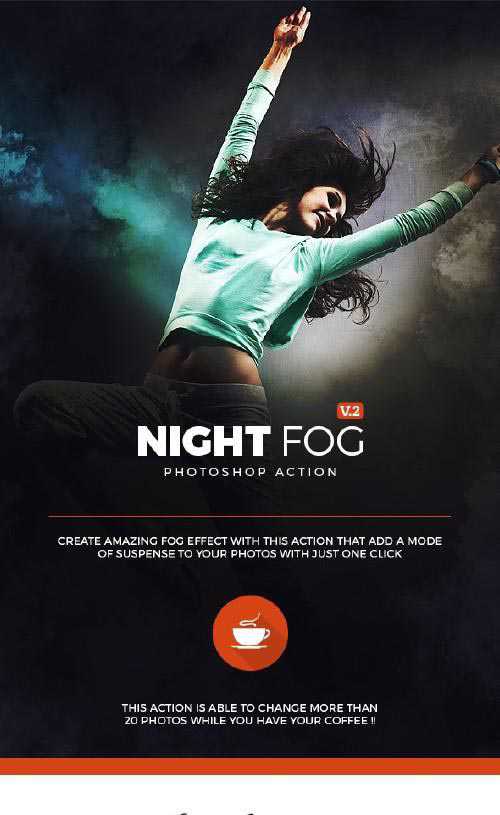 V.2
NIGHT FOG
PHOTOSHOP ACTION
CREATE AMAZING FOG EFFECT WITH THIS ACTION THAT ADD A MODE
OF SUSPENSE TO YOUR PHOTOS WITH JUST ONE CLICK
THIS ACTION IS ABLE TO CHANGE MORE THAN
20 PHOTOS WHILE YOU HAVE YOUR COFFEE !!